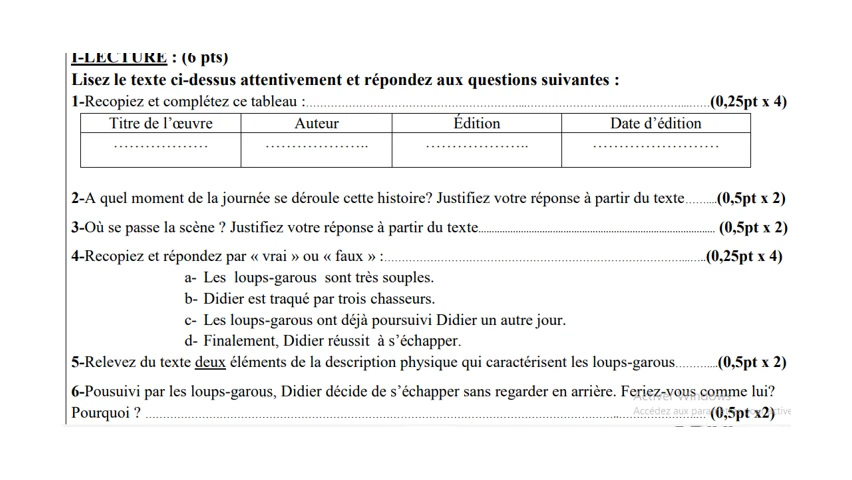 I-LECTURE : (6 pts)
Lisez le texte ci-dessus attentivement et répondez aux questions suivantes :
1-Recopiez et complétez ce tableau :……………………………………………………………………(0,25pt x 4)
Titre de l’œuvre Auteur Édition Date d’édition
……………… ……………….. ……………….. ……………………
2-A quel moment de la journée se déroule cette histoire? Justifiez votre réponse à partir du texte……...(0,5pt x 2)
3-Où se passe la scène ? Justifiez votre réponse à partir du texte.......................................................................... (0,5pt x 2)
4-Recopiez et répondez par « vrai » ou « faux » :……………………………………………………..…..(0,25pt x 4)
a- Les loups-garous sont très souples.
b- Didier est traqué par trois chasseurs.
c- Les loups-garous ont déjà poursuivi Didier un autre jour.
d- Finalement, Didier réussit à s’échapper.
5-Relevez du texte deux éléments de la description physique qui caractérisent les loups-garous………....(0,5pt x 2)
6-Pousuivi par les loups-garous, Didier décide de s’échapper sans regarder en arrière. Feriez-vous comme lui?
Activer Windows
Pourquoi ? ……………………………………………………………………………..……………… (0,5pt x2)
Accédez aux para